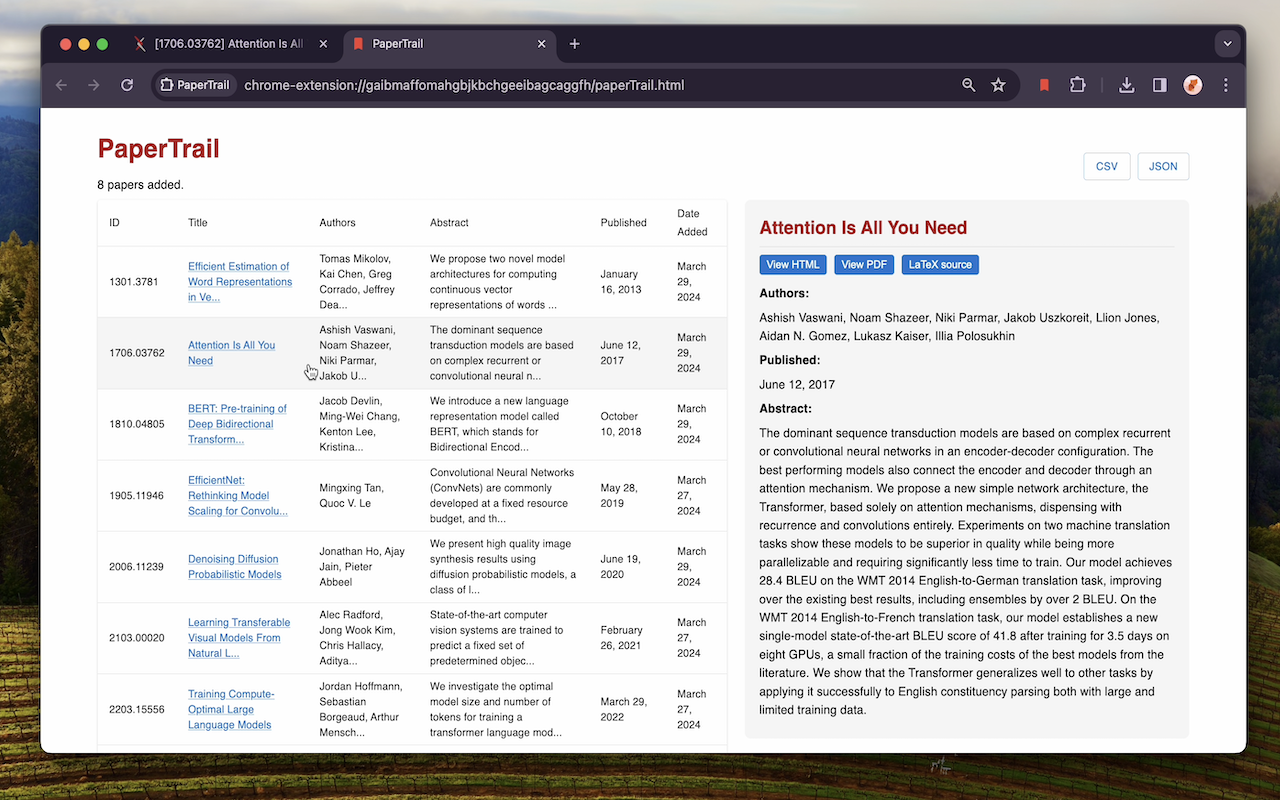 [1706.03762] Attention Is All
PaperTrail
PaperTrail
chrome-extension://gaibmaffomahgbjkbchgeeibagcaggfh/paperTrail.html
PaperTrail
8 papers added.
CSV
JSON
ID
Title
Authors
Abstract
Published
Date
Added
1301.3781
Efficient Estimation of
Word Representations
in Ve...
Tomas Mikolov,
Kai Chen, Greg
Corrado, Jeffrey
Dea...
We propose two novel model
architectures for computing
continuous vector
representations of words ...
January
16, 2013
March
29,
2024
1706.03762
Attention Is All You
Need
Ashish Vaswani,
Noam Shazeer,
Niki Parmar,
Jakob U...
The dominant sequence
transduction models are based
on complex recurrent or
convolutional neural n...
June 12,
2017
March
29,
2024
1810.04805
BERT: Pre-training of
Deep Bidirectional
Transform...
Jacob Devlin,
Ming-Wei Chang,
Kenton Lee,
Kristina...
We introduce a new language
representation model called
BERT, which stands for
Bidirectional Encod...
October
10, 2018
March
29,
2024
1905.11946
EfficientNet:
Rethinking Model
Scaling for Convolu...
Mingxing Tan,
Quoc V. Le
Convolutional Neural Networks
(ConvNets) are commonly
developed at a fixed resource
budget, and th...
May 28,
2019
March
27,
2024
2006.11239
Denoising Diffusion
Probabilistic Models
Jonathan Ho, Ajay
Jain, Pieter
Abbeel
We present high quality image
synthesis results using
diffusion probabilistic models, a
class of l...
June 19,
2020
March
29,
2024
2103.00020
Learning Transferable
Visual Models From
Natural L...
Alec Radford,
Jong Wook Kim,
Chris Hallacy,
Aditya...
State-of-the-art computer
vision systems are trained to
predict a fixed set of
predetermined objec...
February
26, 2021
March
27,
2024
2203.15556
Training Compute-
Optimal Large
Language Models
Jordan Hoffmann,
Sebastian
Borgeaud, Arthur
Mensch...
We investigate the optimal
model size and number of
tokens for training a
transformer language mod...
March 29,
2022
March
27,
2024
Attention Is All You Need
View HTML
View PDF
LaTeX source
Authors:
Ashish Vaswani, Noam Shazeer, Niki Parmar, Jakob Uszkoreit, Llion Jones,
Aidan N. Gomez, Lukasz Kaiser, Illia Polosukhin
Published:
June 12, 2017
Abstract:
The dominant sequence transduction models are based on complex recurrent
or convolutional neural networks in an encoder-decoder configuration. The
best performing models also connect the encoder and decoder through an
attention mechanism. We propose a new simple network architecture, the
Transformer, based solely on attention mechanisms, dispensing with
recurrence and convolutions entirely. Experiments on two machine translation
tasks show these models to be superior in quality while being more
parallelizable and requiring significantly less time to train. Our model achieves
28.4 BLEU on the WMT 2014 English-to-German translation task, improving
over the existing best results, including ensembles by over 2 BLEU. On the
WMT 2014 English-to-French translation task, our model establishes a new
single-model state-of-the-art BLEU score of 41.8 after training for 3.5 days on
eight GPUs, a small fraction of the training costs of the best models from the
literature. We show that the Transformer generalizes well to other tasks by
applying it successfully to English constituency parsing both with large and
limited training data.